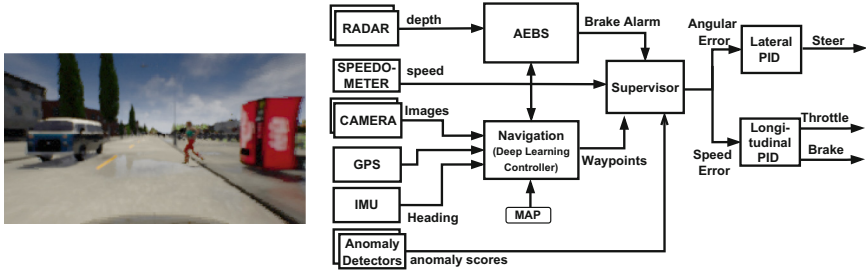 RADAR
depth
AEBS
Brake Alarm
Angular
Error
Lateral
PID
Steer
SPEEDO-
METER
speed
Supervisor
CAMERA
Images
Navigation
(Deep Learning
Controller)
Waypoints
Speed
Error
Longi-
tudinal
PID
Throttle
Brake
GPS
IMU
Heading
MAP
Anomaly
Detectors
anomaly scores